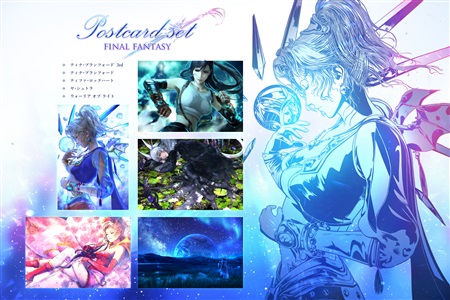 Postcard set
FINAL FANTASY
✦ ティナ・ブランフォード 3rd
✦ ティナ・ブランフォード
✦ ティファ・ロックハート
✦ ヤ・シュトラ
✦ ウォーリア オブ ライト